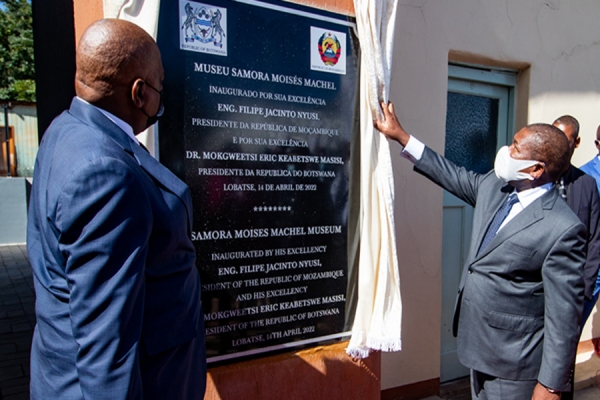 REPUBLIC OF BOTSWANA
MUSEU SAMORA MOISÉS MACHEL
INAUGURADO POR SUA EXCELÊNCIA
ENG. FILIPE JACINTO NYUSI,
PRESIDENTE DA REPÚBLICA DE MOÇAMBIQUE
E POR SUA EXCELÊNCIA,
DR. MOKGWEETSI ERIC KEABETSWE MASISI,
PRESIDENTE DA REPUBLICA DO BOTSWANA
LOBATSE, 14 DE ABRIL DE 2022
********
SAMORA MOISES MACHEL MUSEUM
INAUGURATED BY HIS EXCELLENCY
ENG. FILIPE JACINTO NYUSI,
PRESIDENT OF THE REPUBLIC OF MOZAMBIQUE
AND HIS EXCELLENCY
MOKGWEETSI ERIC KEABETSWE MASISI,
PRESIDENT OF THE REPUBLIC OF BOTSWANA
LOBATSE, 14TH APRIL 2022